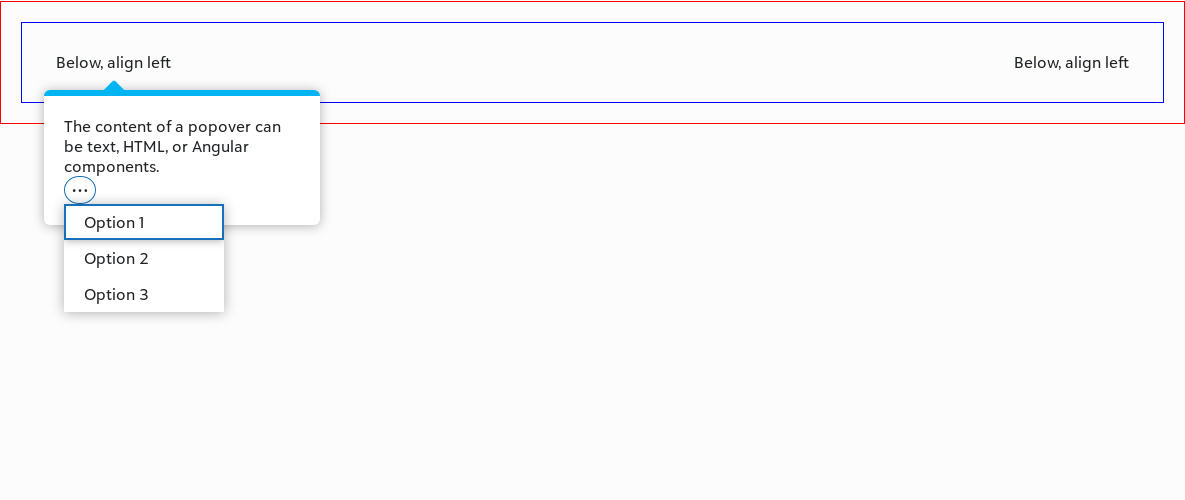 Below, align left
Below, align left
The content of a popover can
be text, HTML, or Angular
components.
Option 1
Option 2
Option 3